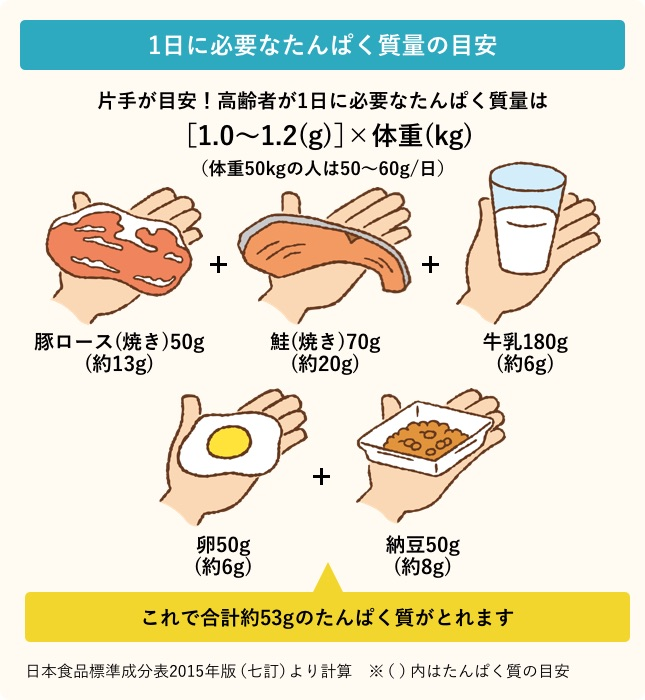 1日に必要なたんぱく質量の目安
片手が目安！高齢者が1日に必要なたんぱく質量は
［1.0〜1.2(g)］×体重(kg)
（体重50kgの人は50〜60g/日）
+
+
豚ロース(焼き)50g
(約13g)
鮭(焼き)70g
(約20g)
牛乳180g
(約6g)
+
卵50g
(約6g)
納豆50g
(約8g)
これで合計約53gのたんぱく質がとれます
日本食品標準成分表2015年版（七訂）より計算　※( )内はたんぱく質の目安